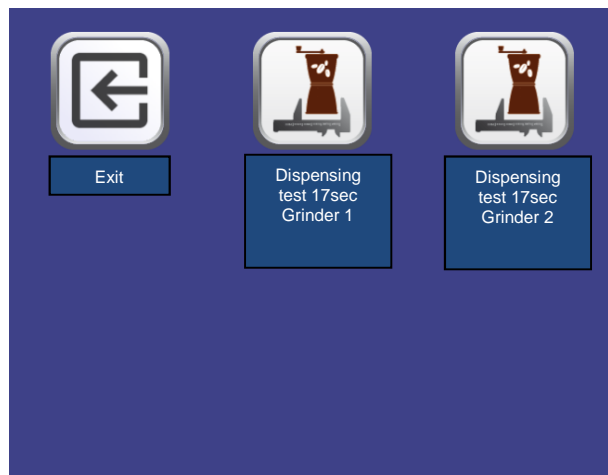 Exit
Dispensing
test 17sec
Grinder 1
Dispensing
test 17sec
Grinder 2